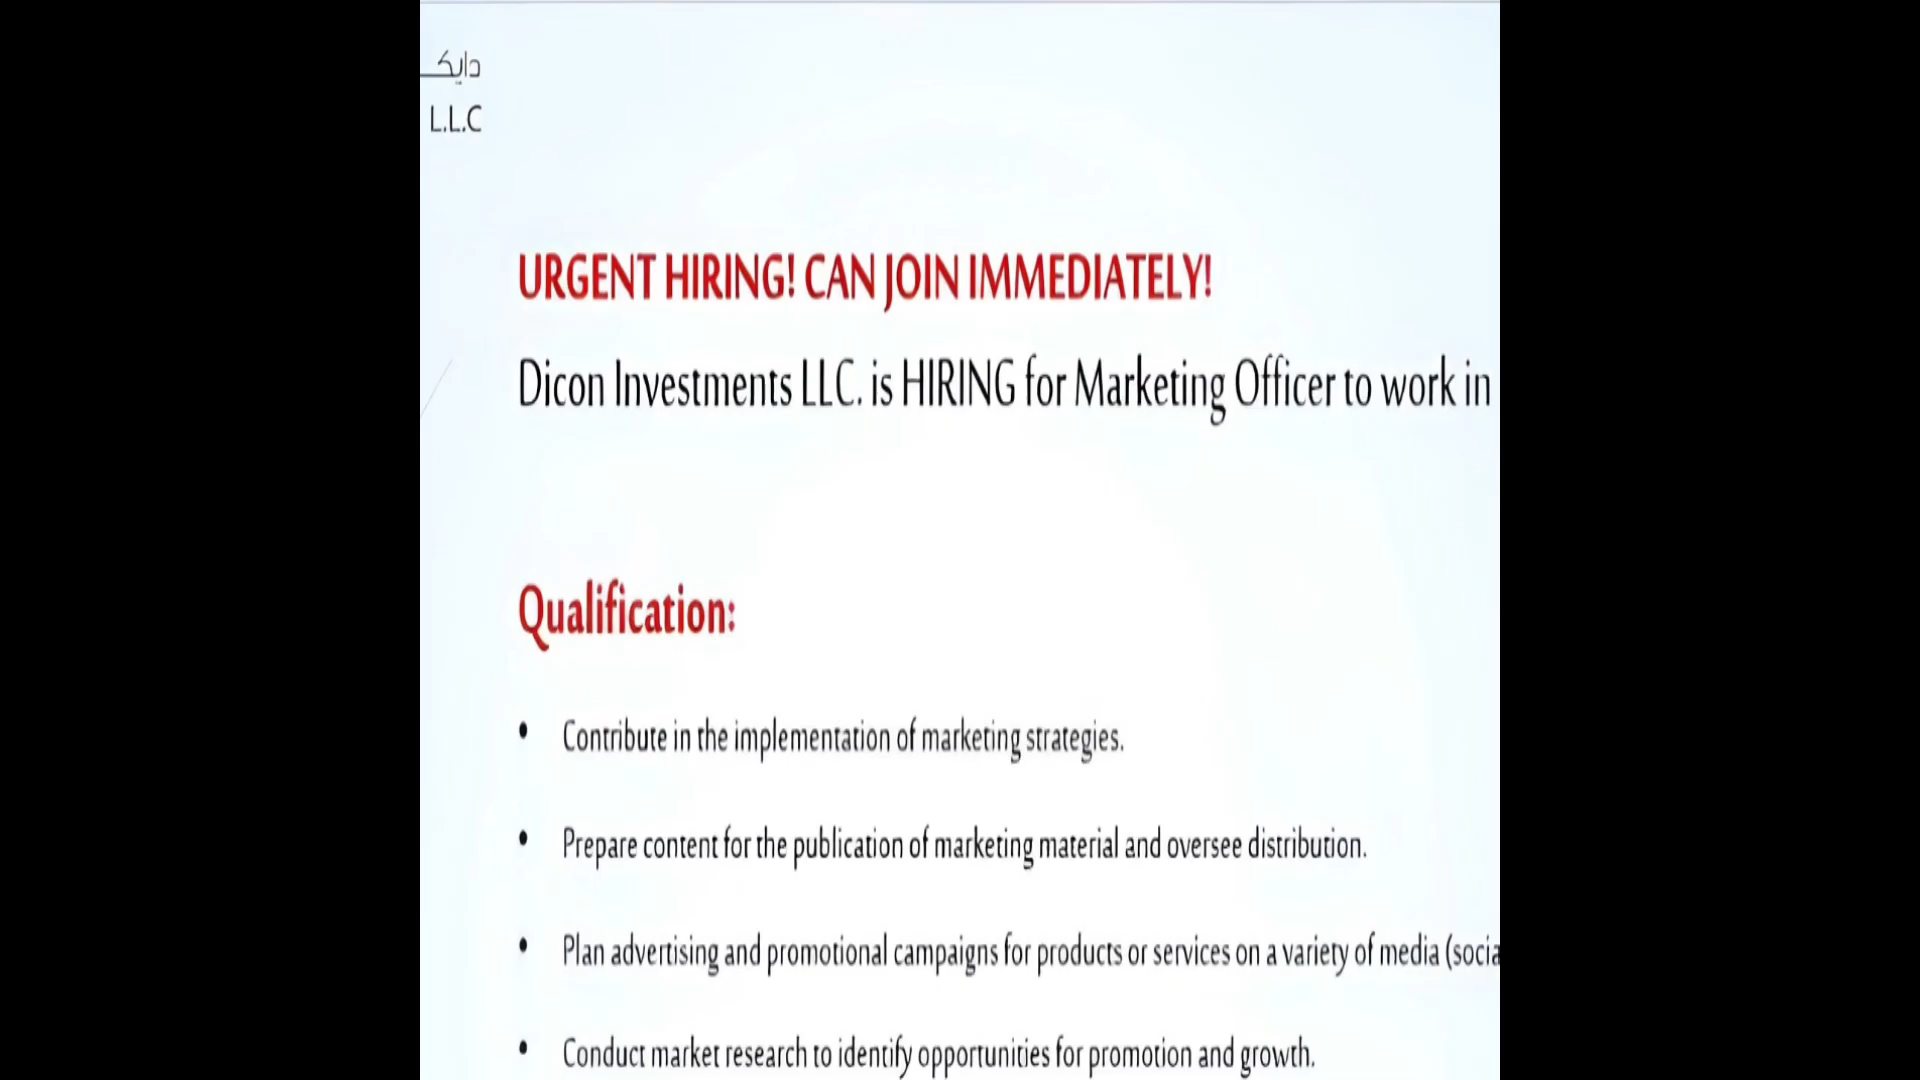 دايكـ
L.L.C
URGENT HIRING! CAN JOIN IMMEDIATELY!
Dicon Investments LLC. is HIRING for Marketing Officer to work in
Qualification:
• Contribute in the implementation of marketing strategies.
• Prepare content for the publication of marketing material and oversee distribution.
• Plan advertising and promotional campaigns for products or services on a variety of media (socia
• Conduct market research to identify opportunities for promotion and growth.